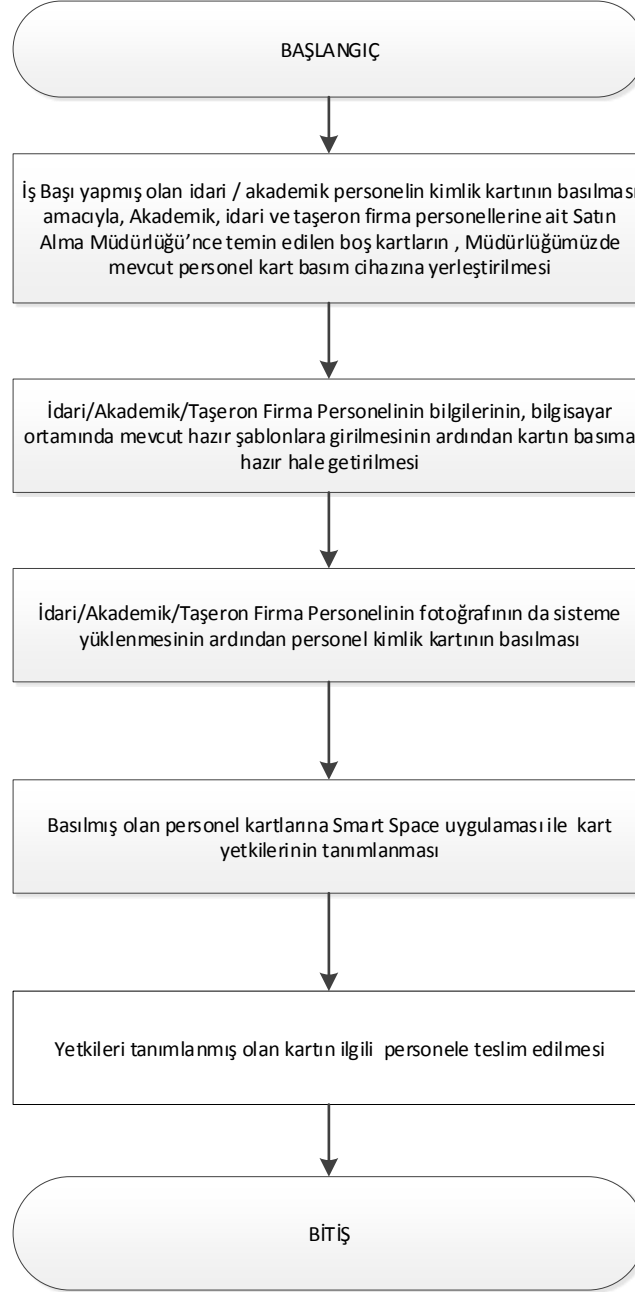 BAŞLANGIÇ
İş Başı yapmış olan idari / akademik personelin kimlik kartının basılması
amacıyla, Akademik, idari ve taşeron firma personellerine ait Satın
Alma Müdürlüğü’nce temin edilen boş kartların , Müdürlüğümüzde
mevcut personel kart basım cihazına yerleştirilmesi
İdari/Akademik/Taşeron Firma Personelinin bilgilerinin, bilgisayar
ortamında mevcut hazır şablonlara girilmesinin ardından kartın basıma
hazır hale getirilmesi
İdari/Akademik/Taşeron Firma Personelinin fotoğrafının da sisteme
yüklenmesinin ardından personel kimlik kartının basılması
Basılmış olan personel kartlarına Smart Space uygulaması ile kart
yetkilerinin tanımlanması
Yetkileri tanımlanmış olan kartın ilgili personele teslim edilmesi
BİTİŞ